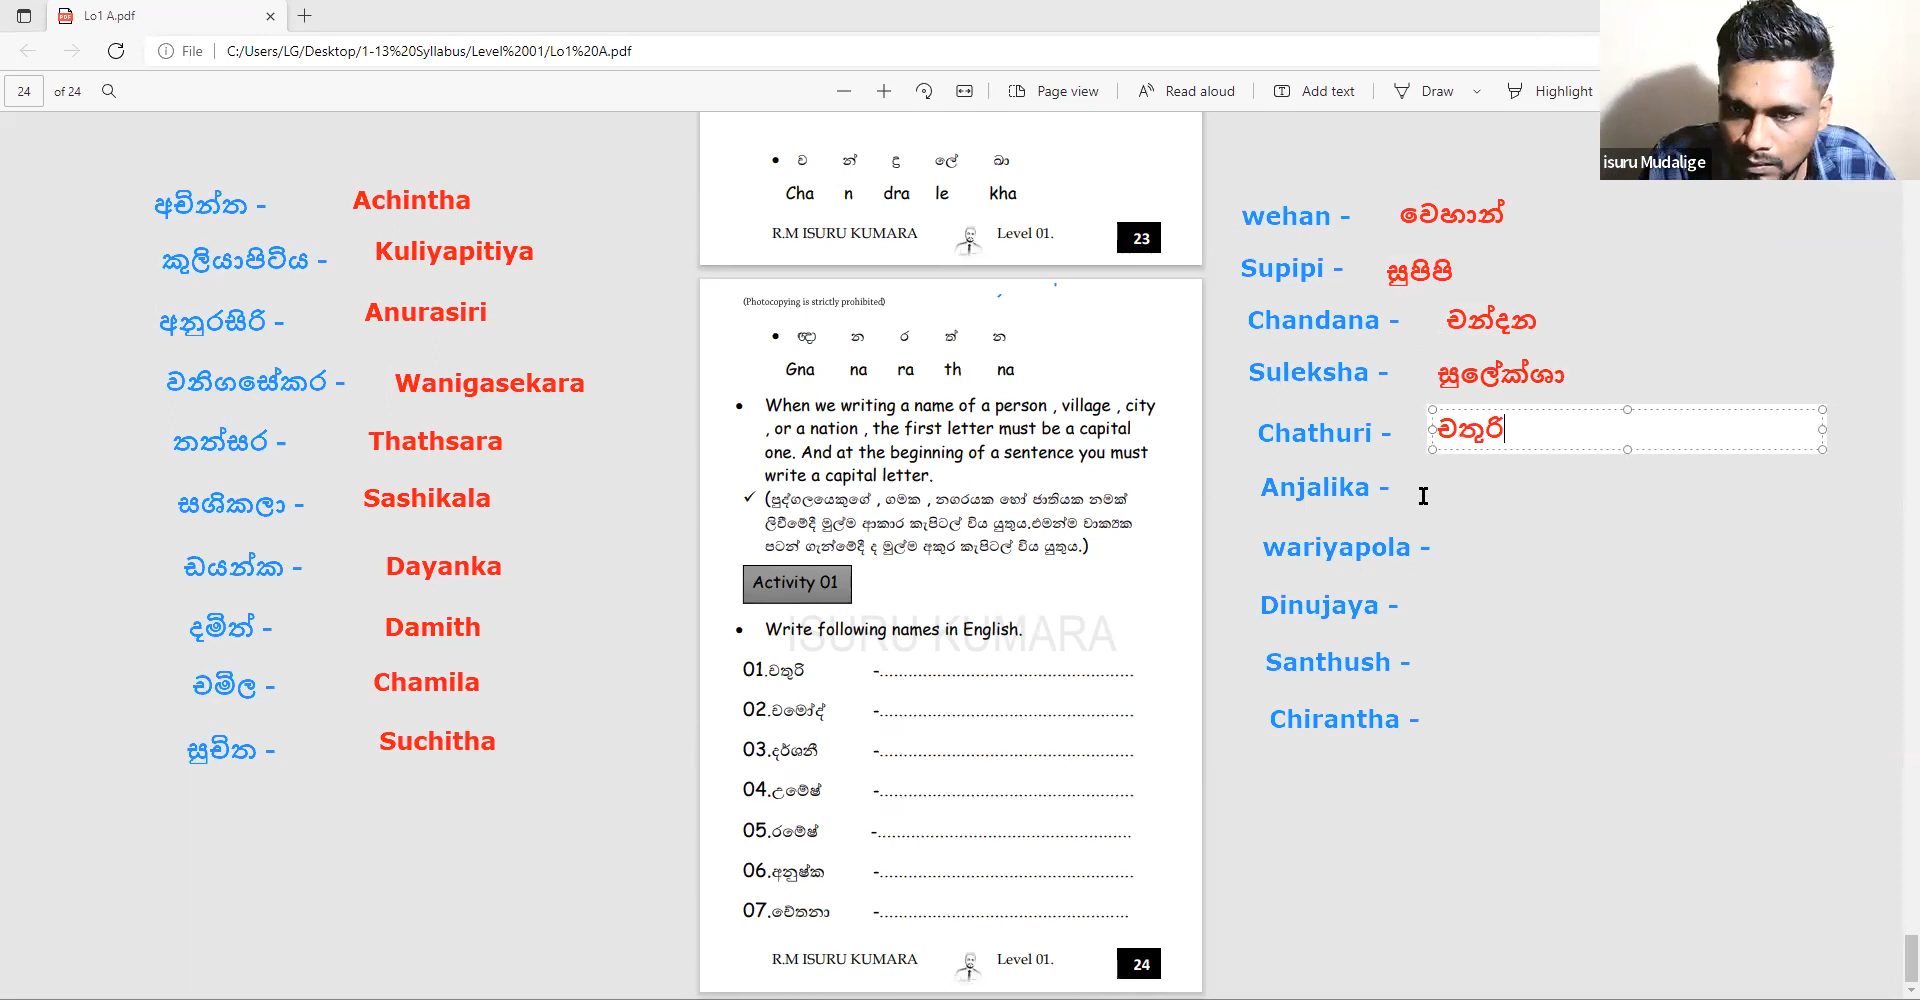 Lo1 A.pdf
File
C:/Users/LG/Desktop/1-13%20Syllabus/Level%2001/Lo1%20A.pdf
24 of 24
Page view
Read aloud
Add text
Draw
Highlight
isuru Mudalige
අචින්ත - Achintha
කුලියාපිටිය - Kuliyapitiya
අනුරසිරි - Anurasiri
වනිගසේකර - Wanigasekara
තත්සර - Thathsara
සශිකලා - Sashikala
ඩයන්ක - Dayanka
දමිත් - Damith
චමිල - Chamila
සුචිත - Suchitha
• ච න් ද්‍ර ලේ ඛා
Cha n dra le kha
R.M ISURU KUMARA Level 01. 23
(Photocopying is strictly prohibited)
• ඥා න ර ත් න
Gna na ra th na
• When we writing a name of a person , village , city
, or a nation , the first letter must be a capital
one. And at the beginning of a sentence you must
write a capital letter.
✓ (පුද්ගලයෙකුගේ , ගමක , නගරයක හෝ ජාතියක නමක්
ලිවීමේදී මුල්ම ආකාර කැපිටල් විය යුතුය.එමන්ම වාක්‍යක
පටන් ගැන්මේදී ද මුල්ම අකුර කැපිටල් විය යුතුය.)
Activity 01
ISURU KUMARA
• Write following names in English.
01.චතුරි -................................................
02.චමෝද් -................................................
03.දර්ශනී -................................................
04.උමේෂ් -................................................
05.රමේෂ් -................................................
06.අනුෂ්ක -................................................
07.චේතනා -................................................
R.M ISURU KUMARA Level 01. 24
wehan - වෙහාන්
Supipi - සුපිපි
Chandana - චන්දන
Suleksha - සුලේක්ශා
Chathuri - චතුරි
Anjalika -
wariyapola -
Dinujaya -
Santhush -
Chirantha -